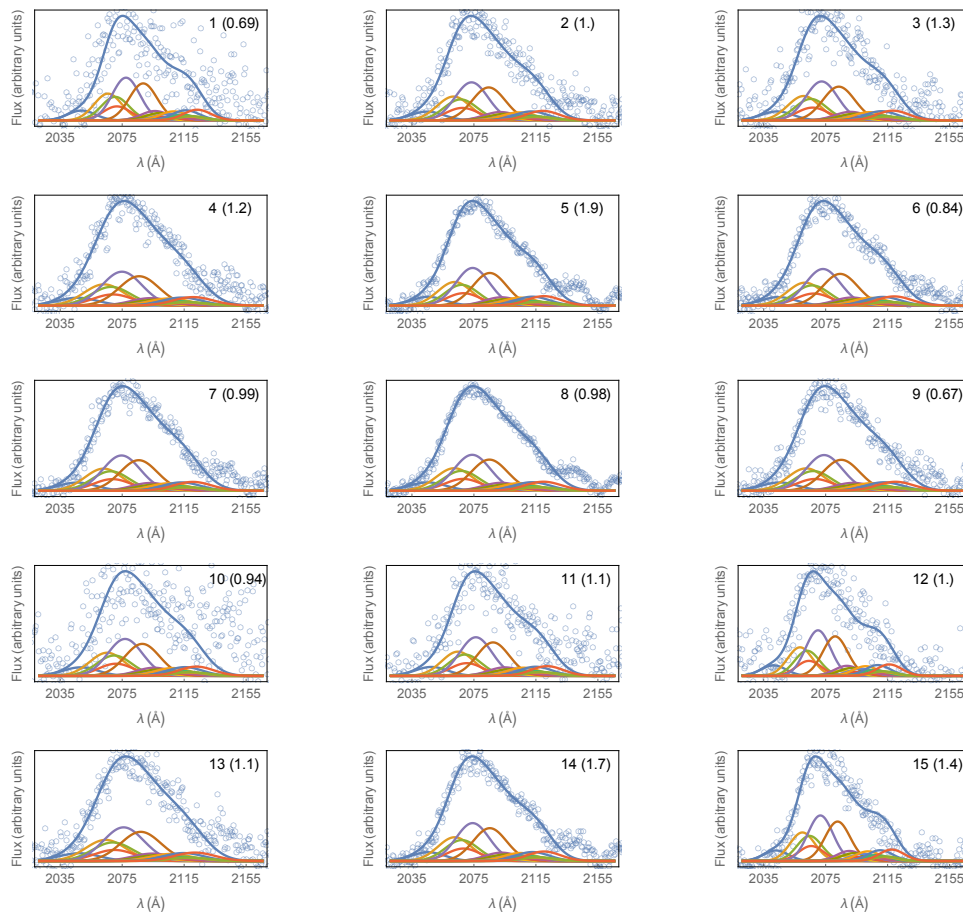 1 (0.69)
Flux (arbitrary units)
2035 2075 2115 2155
λ (Å)
2 (1.)
Flux (arbitrary units)
2035 2075 2115 2155
λ (Å)
3 (1.3)
Flux (arbitrary units)
2035 2075 2115 2155
λ (Å)
4 (1.2)
Flux (arbitrary units)
2035 2075 2115 2155
λ (Å)
5 (1.9)
Flux (arbitrary units)
2035 2075 2115 2155
λ (Å)
6 (0.84)
Flux (arbitrary units)
2035 2075 2115 2155
λ (Å)
7 (0.99)
Flux (arbitrary units)
2035 2075 2115 2155
λ (Å)
8 (0.98)
Flux (arbitrary units)
2035 2075 2115 2155
λ (Å)
9 (0.67)
Flux (arbitrary units)
2035 2075 2115 2155
λ (Å)
10 (0.94)
Flux (arbitrary units)
2035 2075 2115 2155
λ (Å)
11 (1.1)
Flux (arbitrary units)
2035 2075 2115 2155
λ (Å)
12 (1.)
Flux (arbitrary units)
2035 2075 2115 2155
λ (Å)
13 (1.1)
Flux (arbitrary units)
2035 2075 2115 2155
λ (Å)
14 (1.7)
Flux (arbitrary units)
2035 2075 2115 2155
λ (Å)
15 (1.4)
Flux (arbitrary units)
2035 2075 2115 2155
λ (Å)